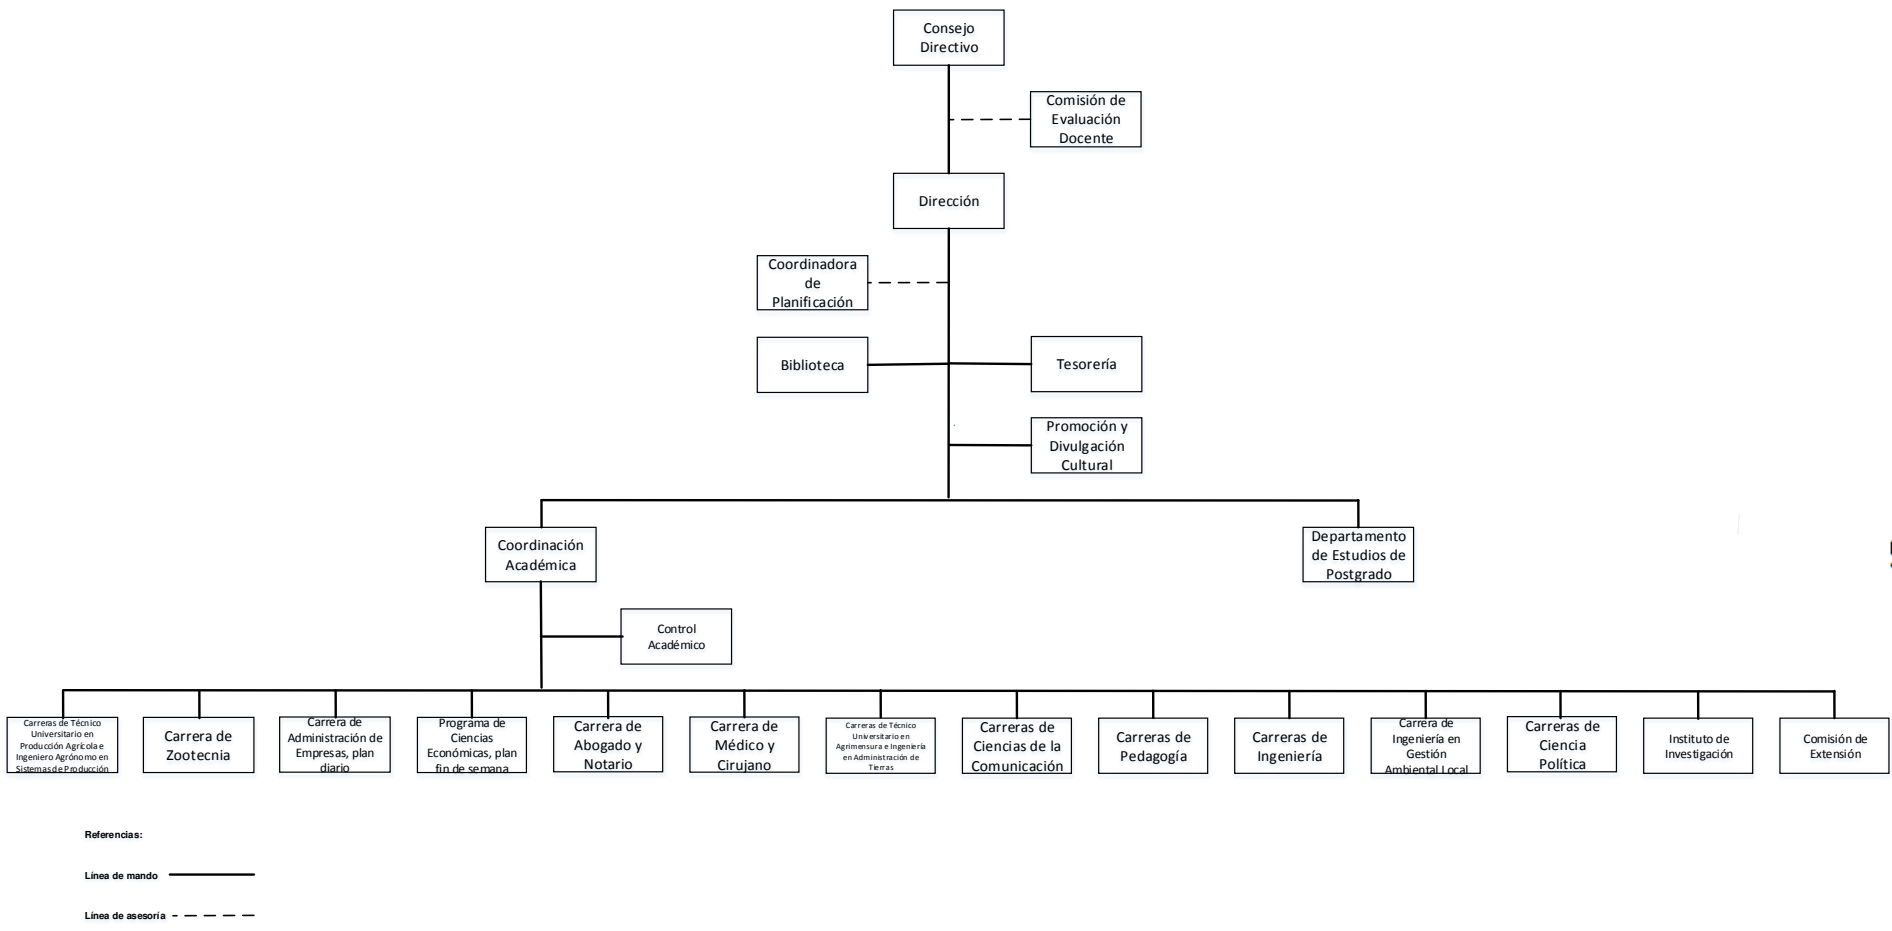 Consejo
Directivo
Comisión de
Evaluación
Docente
Dirección
Coordinadora
de
Planificación
Biblioteca
Tesorería
Promoción y
Divulgación
Cultural
Coordinación
Académica
Departamento
de Estudios de
Postgrado
Control
Académico
Carreras de Técnico
Universitario en
Producción Agrícola e
Ingeniero Agrónomo en
Sistemas de Producción
Carrera de
Zootecnia
Carrera de
Administración de
Empresas, plan
diario
Programa de
Ciencias
Económicas, plan
fin de semana
Carrera de
Abogado y
Notario
Carrera de
Médico y
Cirujano
Carreras de Técnico
Universitario en
Agrimensura e Ingeniería
en Administración de
Tierras
Carreras de
Ciencias de la
Comunicación
Carreras de
Pedagogía
Carreras de
Ingeniería
Carrera de
Ingeniería en
Gestión
Ambiental Local
Carreras de
Ciencia
Política
Instituto de
Investigación
Comisión de
Extensión
Referencias:
Línea de mando
Línea de asesoría